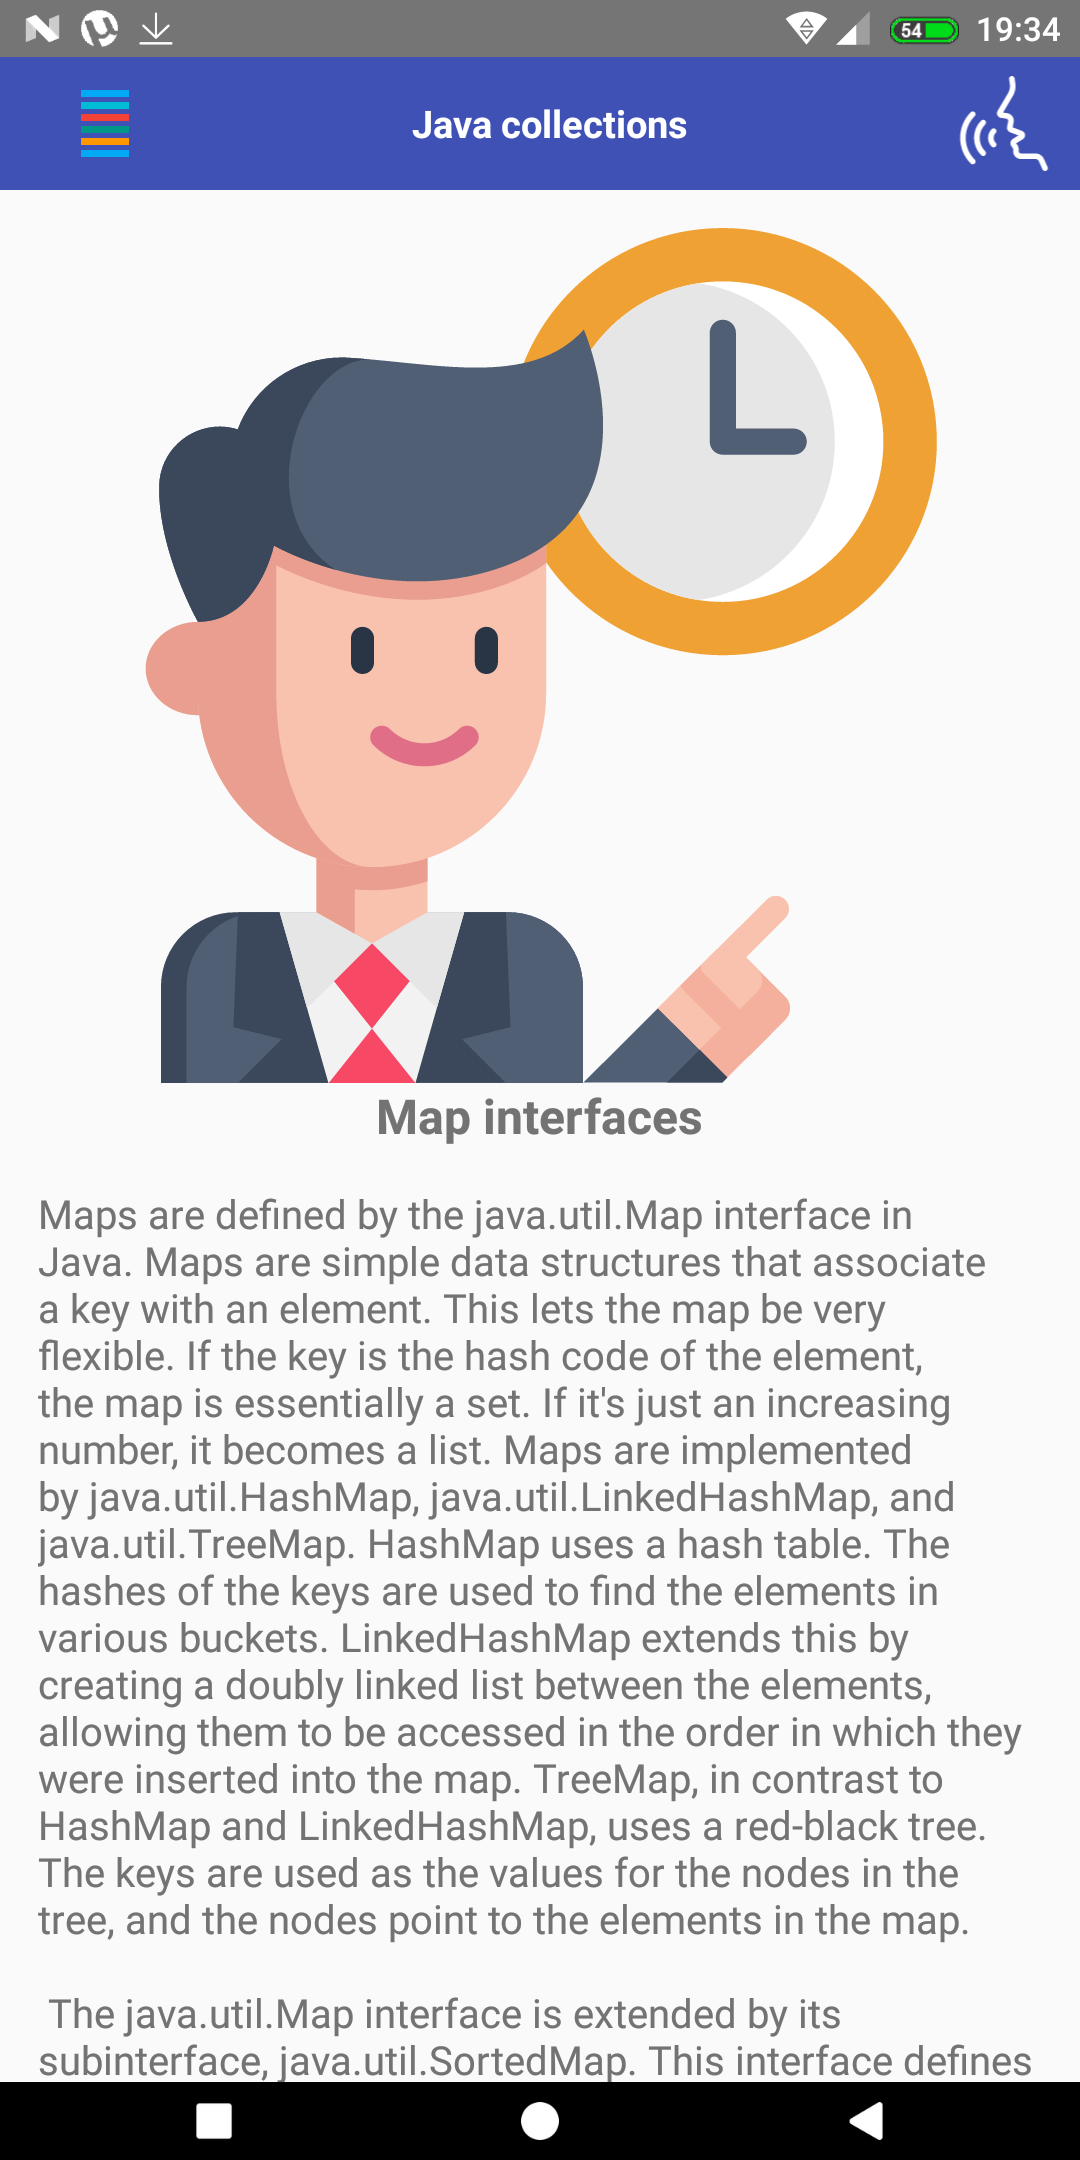 54 19:34
Java collections
Map interfaces
Maps are defined by the java.util.Map interface in
Java. Maps are simple data structures that associate
a key with an element. This lets the map be very
flexible. If the key is the hash code of the element,
the map is essentially a set. If it's just an increasing
number, it becomes a list. Maps are implemented
by java.util.HashMap, java.util.LinkedHashMap, and
java.util.TreeMap. HashMap uses a hash table. The
hashes of the keys are used to find the elements in
various buckets. LinkedHashMap extends this by
creating a doubly linked list between the elements,
allowing them to be accessed in the order in which they
were inserted into the map. TreeMap, in contrast to
HashMap and LinkedHashMap, uses a red-black tree.
The keys are used as the values for the nodes in the
tree, and the nodes point to the elements in the map.
The java.util.Map interface is extended by its
subinterface, java.util.SortedMap. This interface defines